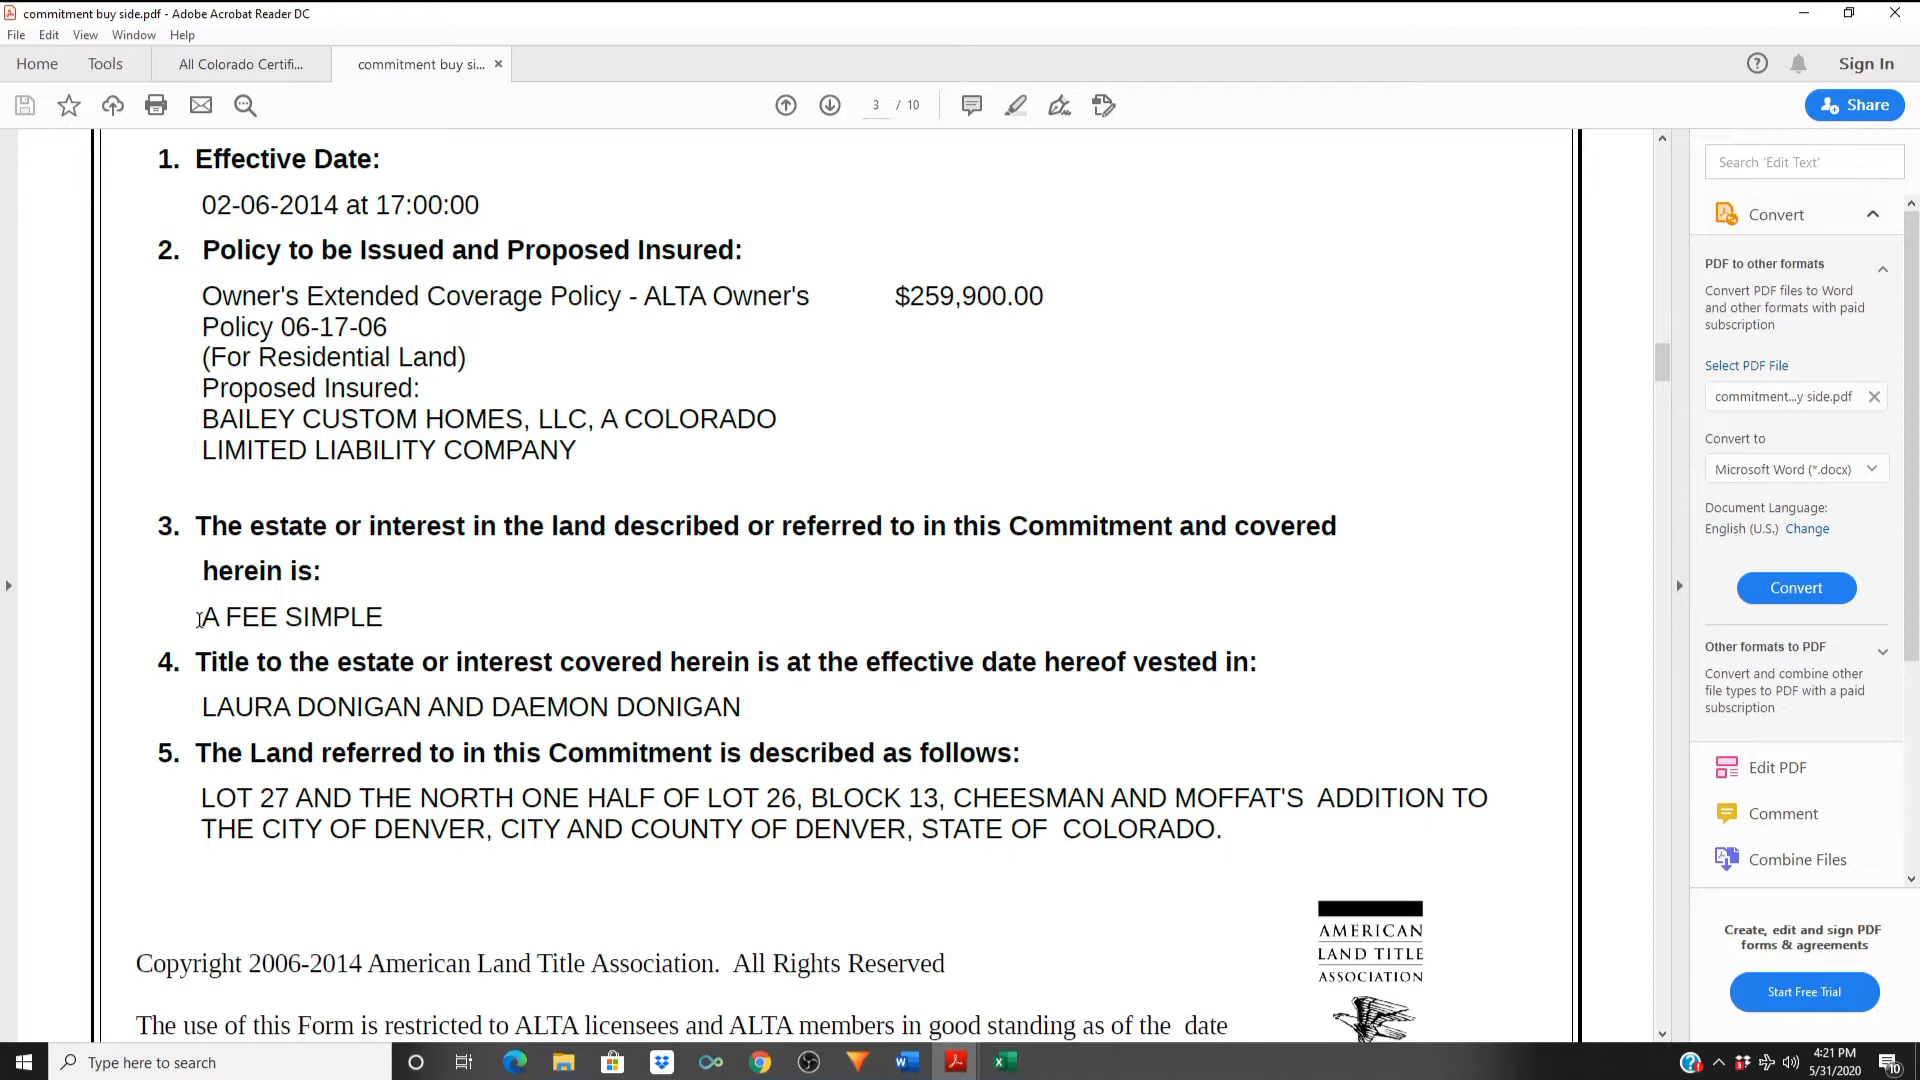 commitment buy side.pdf - Adobe Acrobat Reader DC
File Edit View Window Help
Home Tools All Colorado Certifi... commitment buy si... Sign In
3 / 10 Share
1. Effective Date:
02-06-2014 at 17:00:00
2. Policy to be Issued and Proposed Insured:
Owner's Extended Coverage Policy - ALTA Owner's $259,900.00
Policy 06-17-06
(For Residential Land)
Proposed Insured:
BAILEY CUSTOM HOMES, LLC, A COLORADO
LIMITED LIABILITY COMPANY
3. The estate or interest in the land described or referred to in this Commitment and covered
herein is:
A FEE SIMPLE
4. Title to the estate or interest covered herein is at the effective date hereof vested in:
LAURA DONIGAN AND DAEMON DONIGAN
5. The Land referred to in this Commitment is described as follows:
LOT 27 AND THE NORTH ONE HALF OF LOT 26, BLOCK 13, CHEESMAN AND MOFFAT'S ADDITION TO
THE CITY OF DENVER, CITY AND COUNTY OF DENVER, STATE OF COLORADO.
Copyright 2006-2014 American Land Title Association. All Rights Reserved
The use of this Form is restricted to ALTA licensees and ALTA members in good standing as of the date
AMERICAN
LAND TITLE
ASSOCIATION
Search 'Edit Text'
Convert
PDF to other formats
Convert PDF files to Word
and other formats with paid
subscription
Select PDF File
commitment...y side.pdf
Convert to
Microsoft Word (*.docx)
Document Language:
English (U.S.) Change
Convert
Other formats to PDF
Convert and combine other
file types to PDF with a paid
subscription
Edit PDF
Comment
Combine Files
Create, edit and sign PDF
forms & agreements
Start Free Trial
Type here to search
4:21 PM
5/31/2020
10